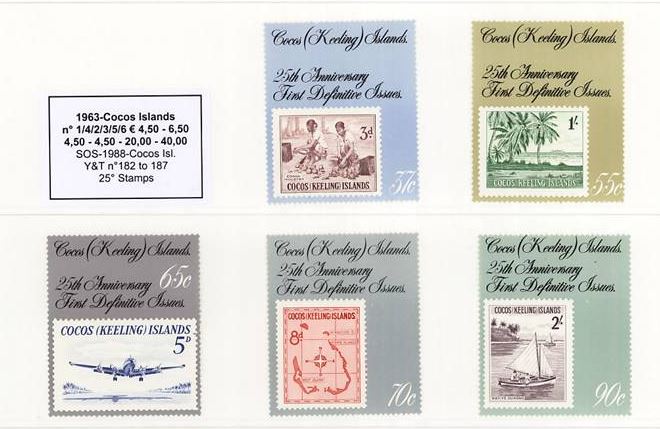 1963-Cocos Islands
n° 1/4/2/3/5/6 € 4,50 - 6,50
4,50 - 4,50 - 20,00 - 40,00
SOS-1988-Cocos Isl.
Y&T n°182 to 187
25° Stamps
Cocos (Keeling) Islands.
25th Anniversary
First Definitive Issues.
3d
COCOS (KEELING) ISLANDS
37c
Cocos (Keeling) Islands.
25th Anniversary
First Definitive Issues.
1/-
COCOS (KEELING) ISLANDS
55c
Cocos (Keeling) Islands.
65c
25th Anniversary
First Definitive Issues.
COCOS (KEELING) ISLANDS
5D
Cocos (Keeling) Islands.
25th Anniversary
First Definitive Issues.
COCOS (KEELING) ISLANDS
8d
70c
Cocos (Keeling) Islands.
25th Anniversary
First Definitive Issues.
COCOS (KEELING) ISLANDS
2/-
90c